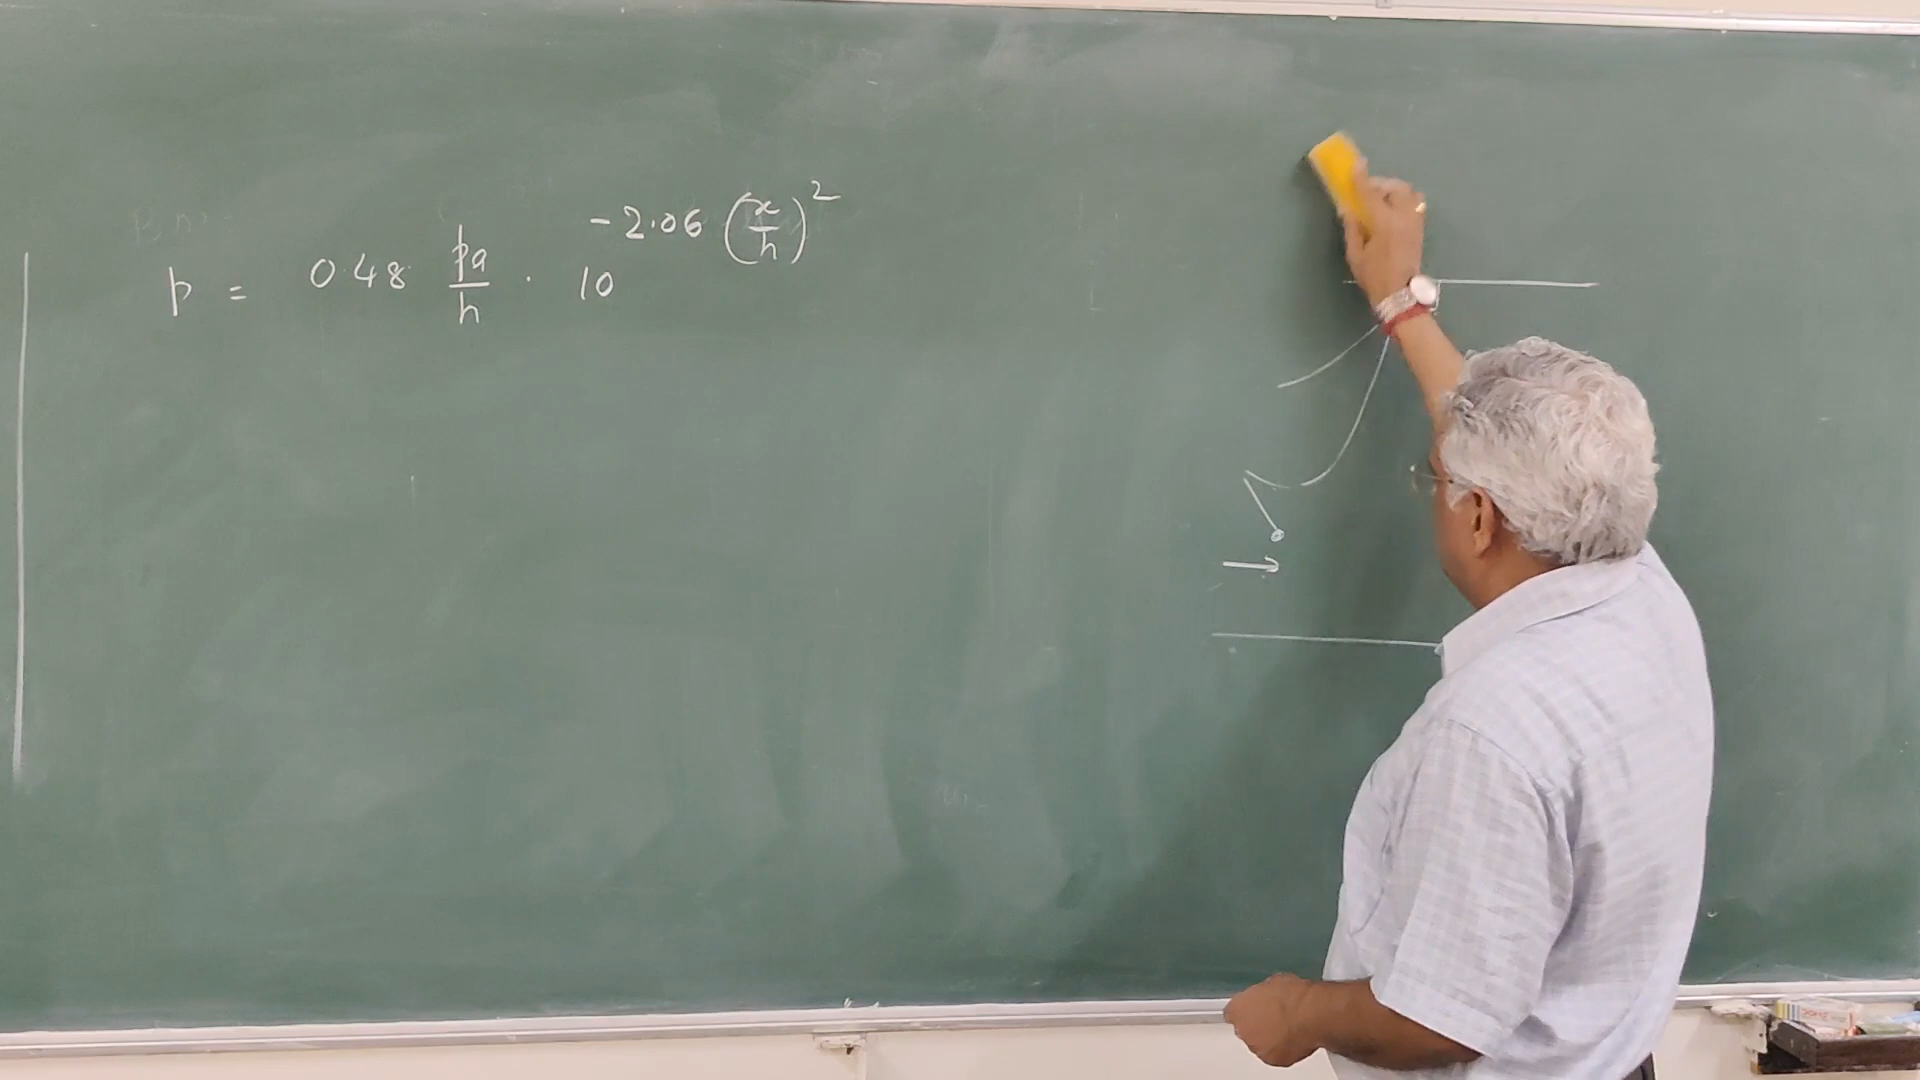 p = 0.48 pa/h · 10^-2.06 (x/h)^2